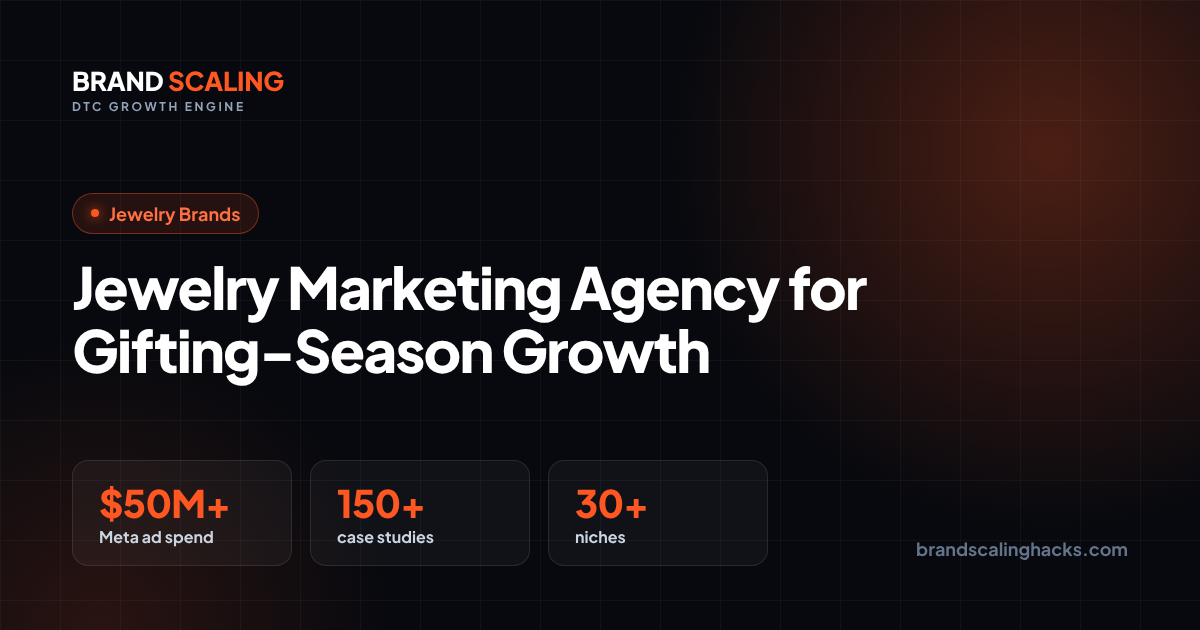 BRAND SCALING
DTC GROWTH ENGINE
Jewelry Brands
Jewelry Marketing Agency for
Gifting-Season Growth
$50M+
Meta ad spend
150+
case studies
30+
niches
brandscalinghacks.com